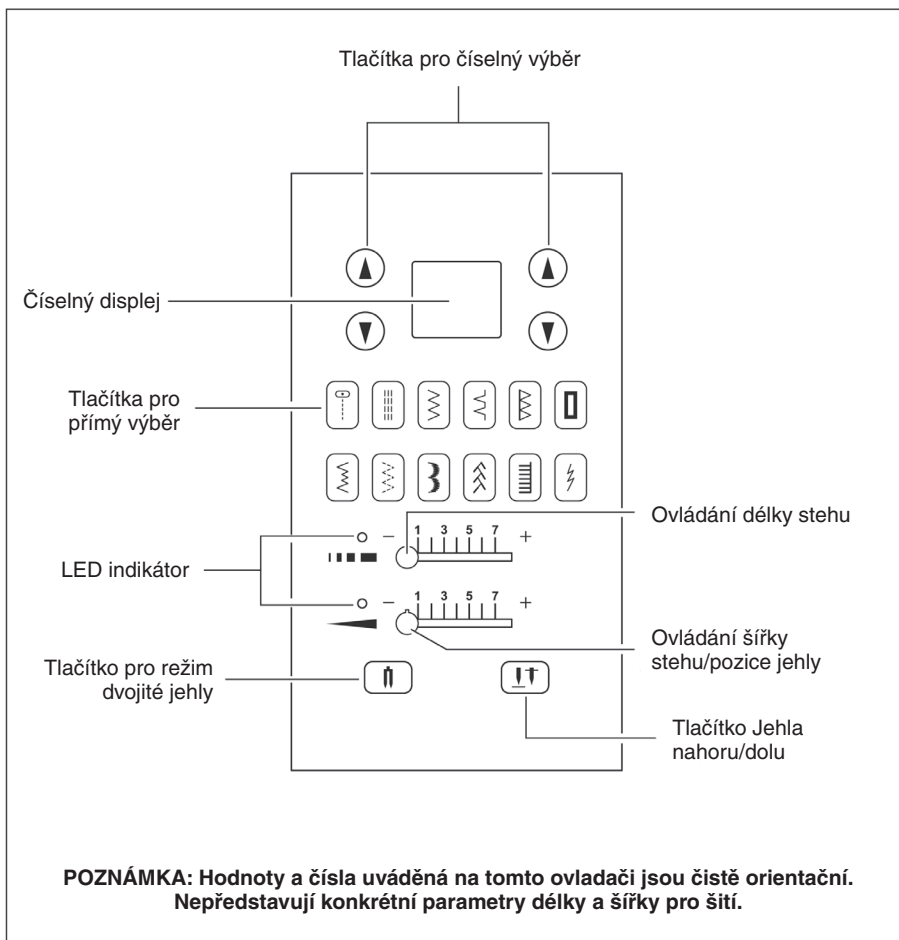 Tlačítka pro číselný výběr
Číselný displej
Tlačítka pro
přímý výběr
Ovládání délky stehu
– 1 3 5 7 +
LED indikátor
– 1 3 5 7 +
Ovládání šířky
stehu/pozice jehly
Tlačítko pro režim
dvojité jehly
Tlačítko Jehla
nahoru/dolu
POZNÁMKA: Hodnoty a čísla uváděná na tomto ovladači jsou čistě orientační.
Nepředstavují konkrétní parametry délky a šířky pro šití.